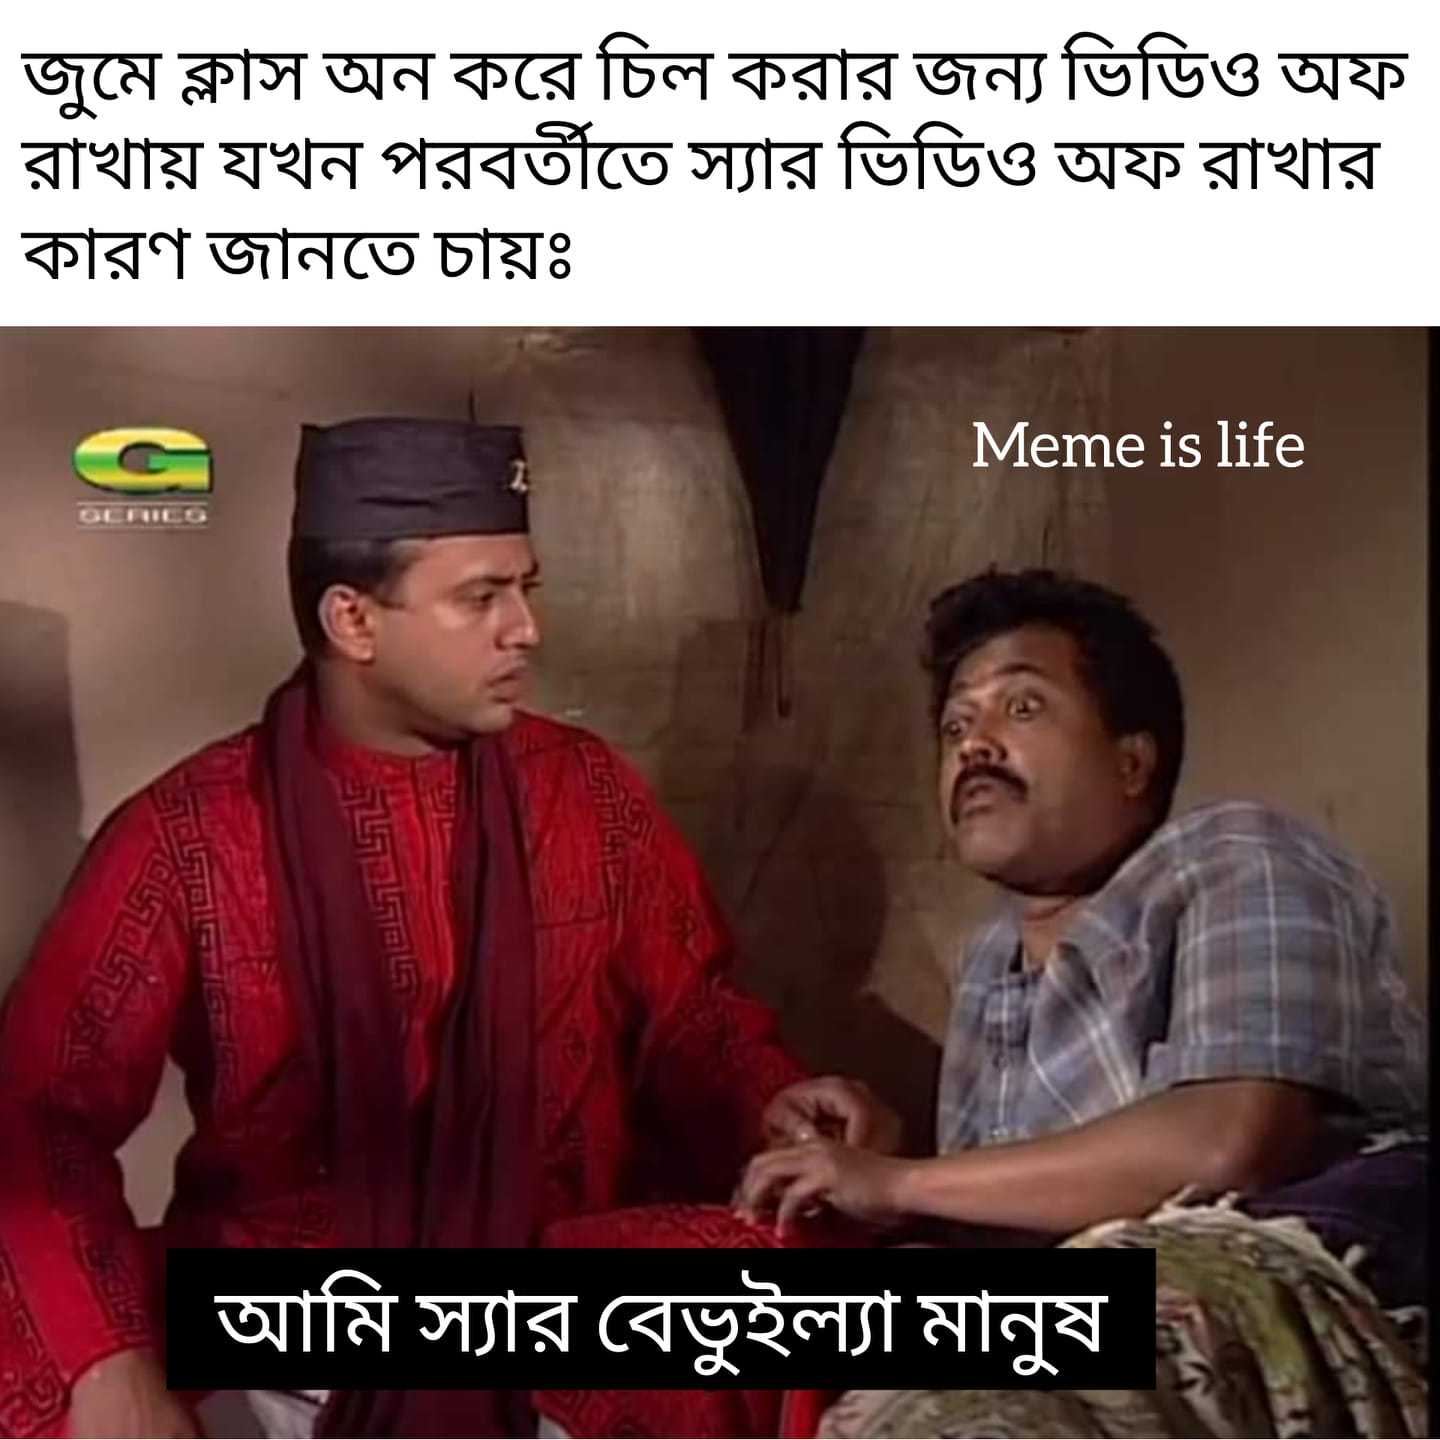 জুমে ক্লাস অন করে চিল করার জন্য ভিডিও অফ
রাখায় যখন পরবর্তীতে স্যার ভিডিও অফ রাখার
কারণ জানতে চায়ঃ
G
SERIES
Meme is life
আমি স্যার বেভুইল্যা মানুষ